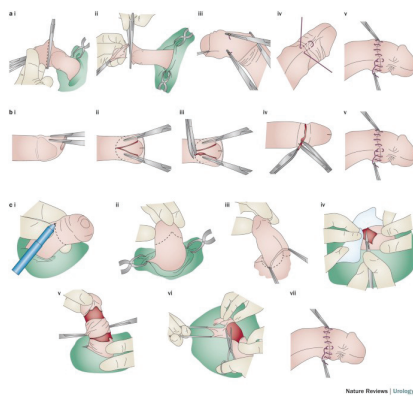 a i ii iii iv v
b i ii iii iv v
c i ii iii iv
v vi vii
Nature Reviews | Urology